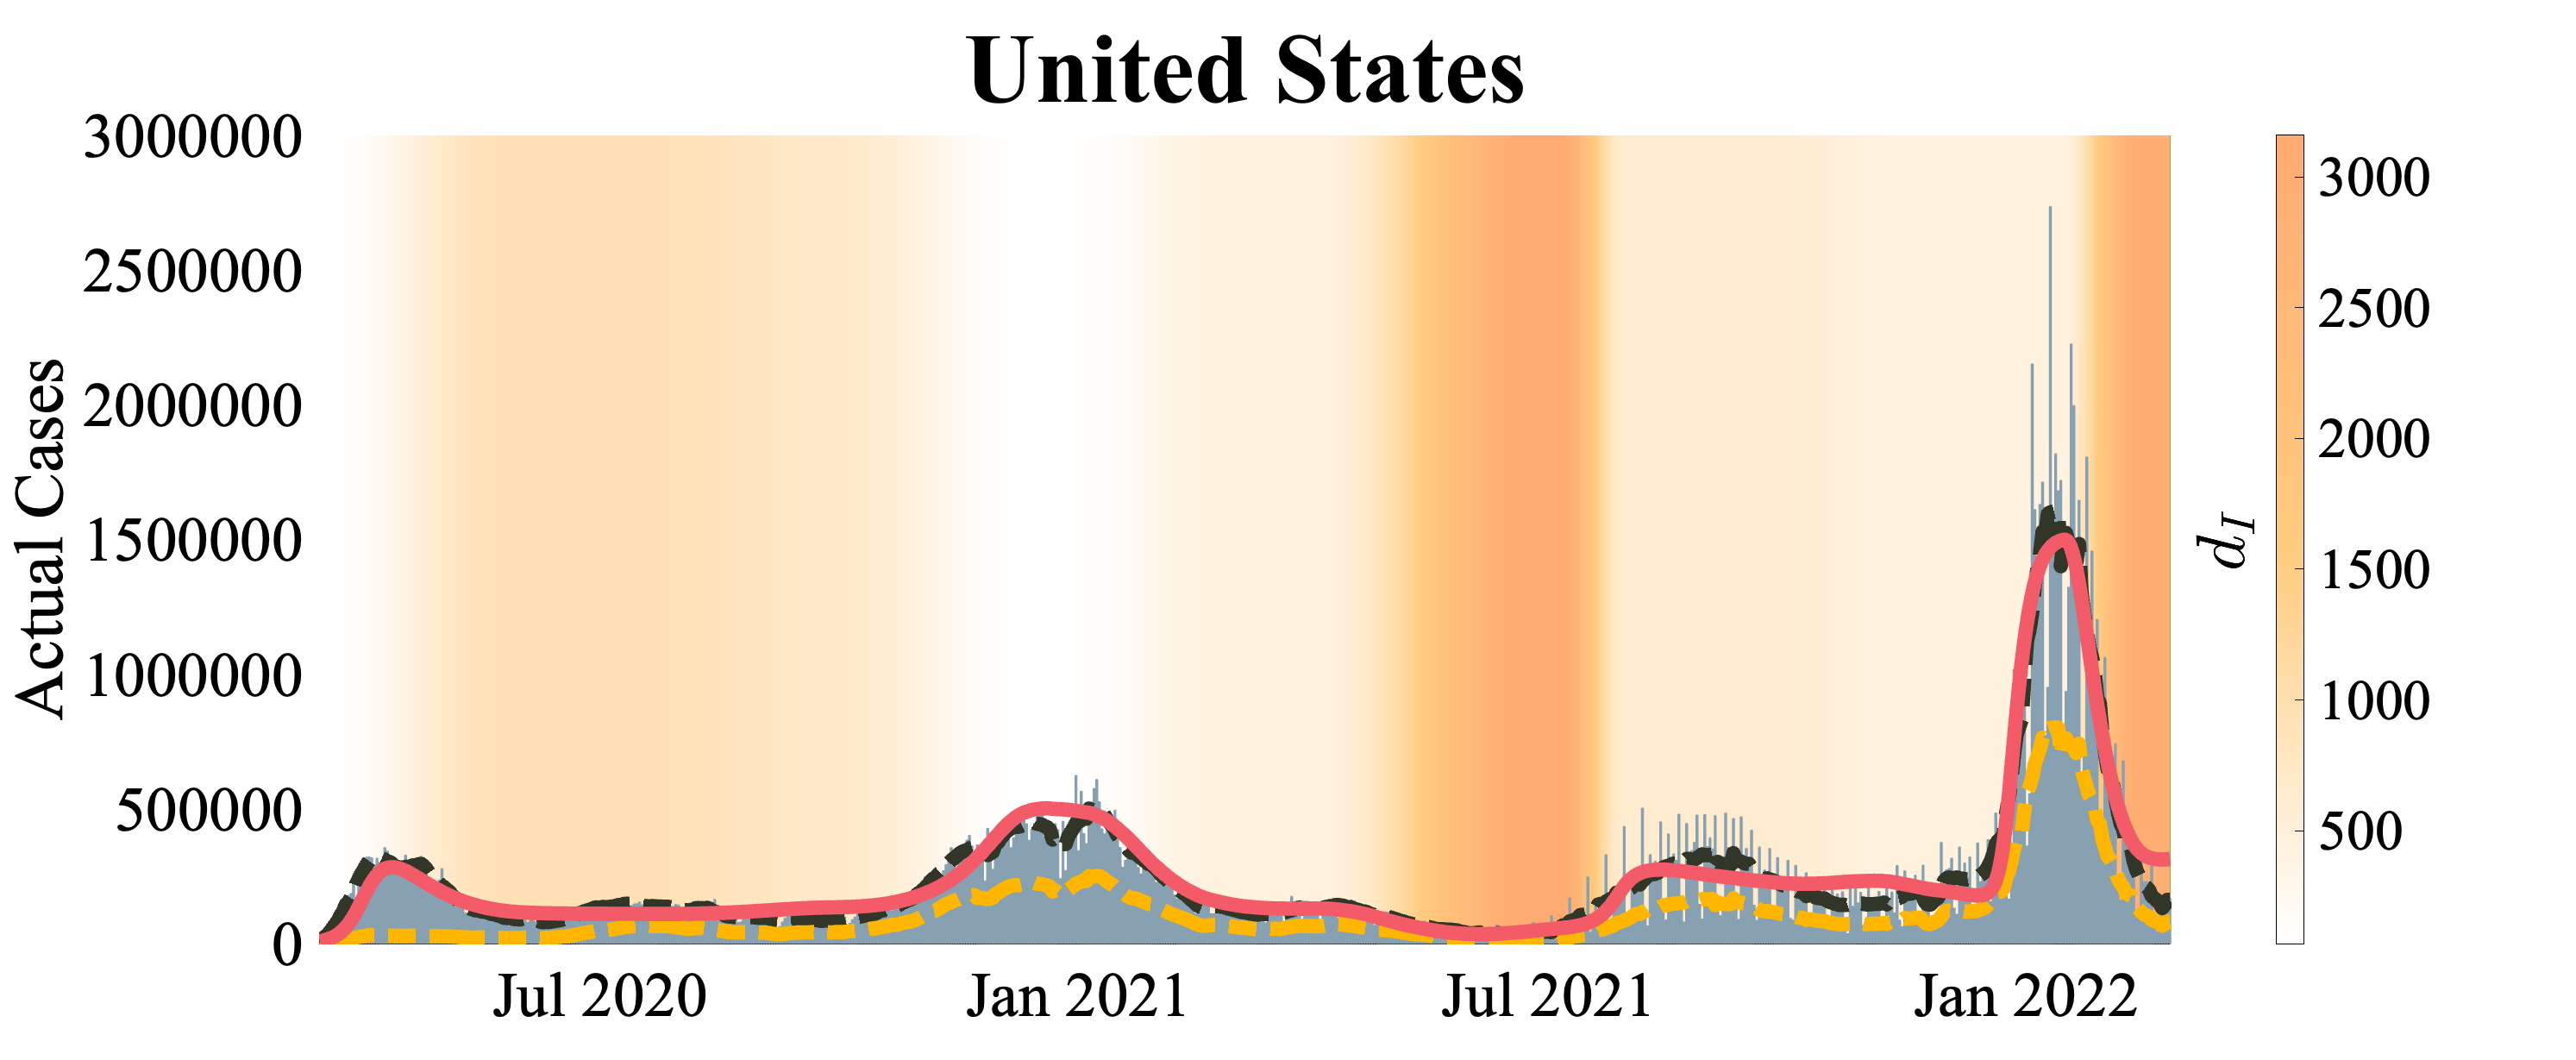 United States
Actual Cases
3000000
2500000
2000000
1500000
1000000
500000
0
Jul 2020
Jan 2021
Jul 2021
Jan 2022
d_I
3000
2500
2000
1500
1000
500